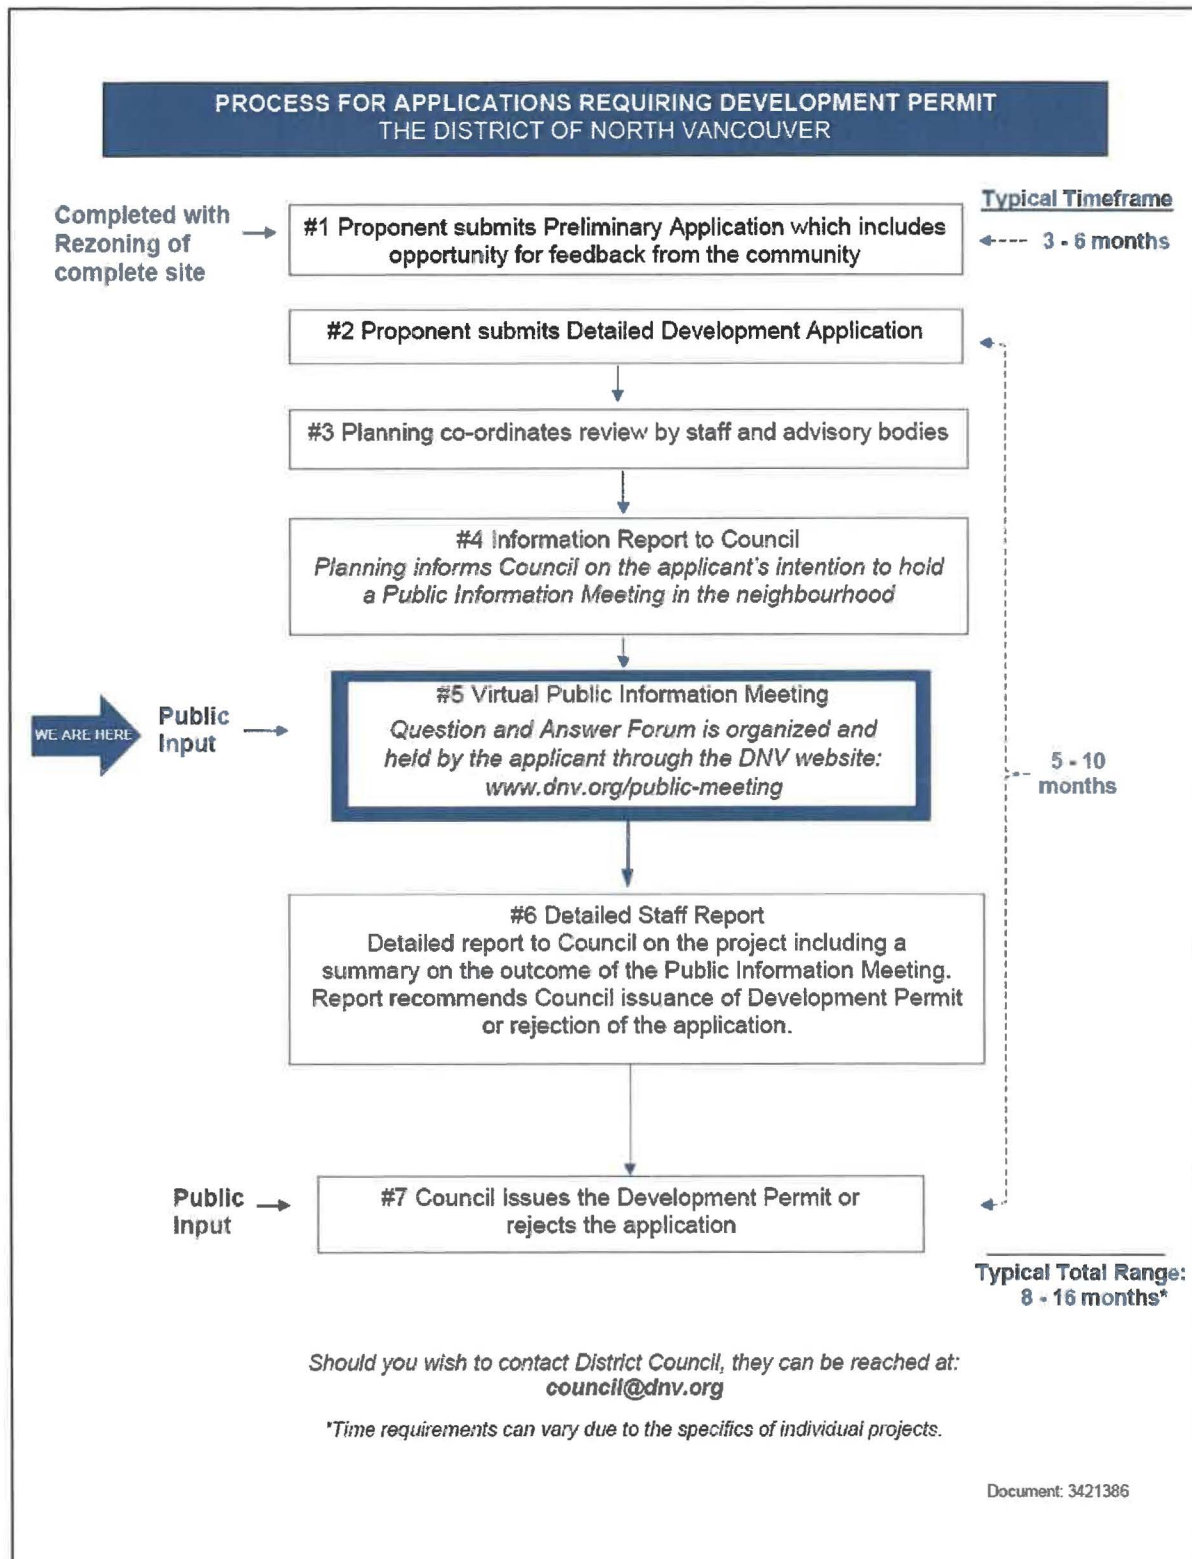 PROCESS FOR APPLICATIONS REQUIRING DEVELOPMENT PERMIT
THE DISTRICT OF NORTH VANCOUVER
Completed with
Rezoning of
complete site
#1 Proponent submits Preliminary Application which includes
opportunity for feedback from the community
Typical Timeframe
3 - 6 months
#2 Proponent submits Detailed Development Application
#3 Planning co-ordinates review by staff and advisory bodies
#4 Information Report to Council
Planning informs Council on the applicant's intention to hold
a Public Information Meeting in the neighbourhood
WE ARE HERE
Public
Input
#5 Virtual Public Information Meeting
Question and Answer Forum is organized and
held by the applicant through the DNV website:
www.dnv.org/public-meeting
5 - 10
months
#6 Detailed Staff Report
Detailed report to Council on the project including a
summary on the outcome of the Public Information Meeting.
Report recommends Council issuance of Development Permit
or rejection of the application.
Public
Input
#7 Council Issues the Development Permit or
rejects the application
Typical Total Range:
8 - 16 months*
Should you wish to contact District Council, they can be reached at:
council@dnv.org
*Time requirements can vary due to the specifics of individual projects.
Document: 3421386